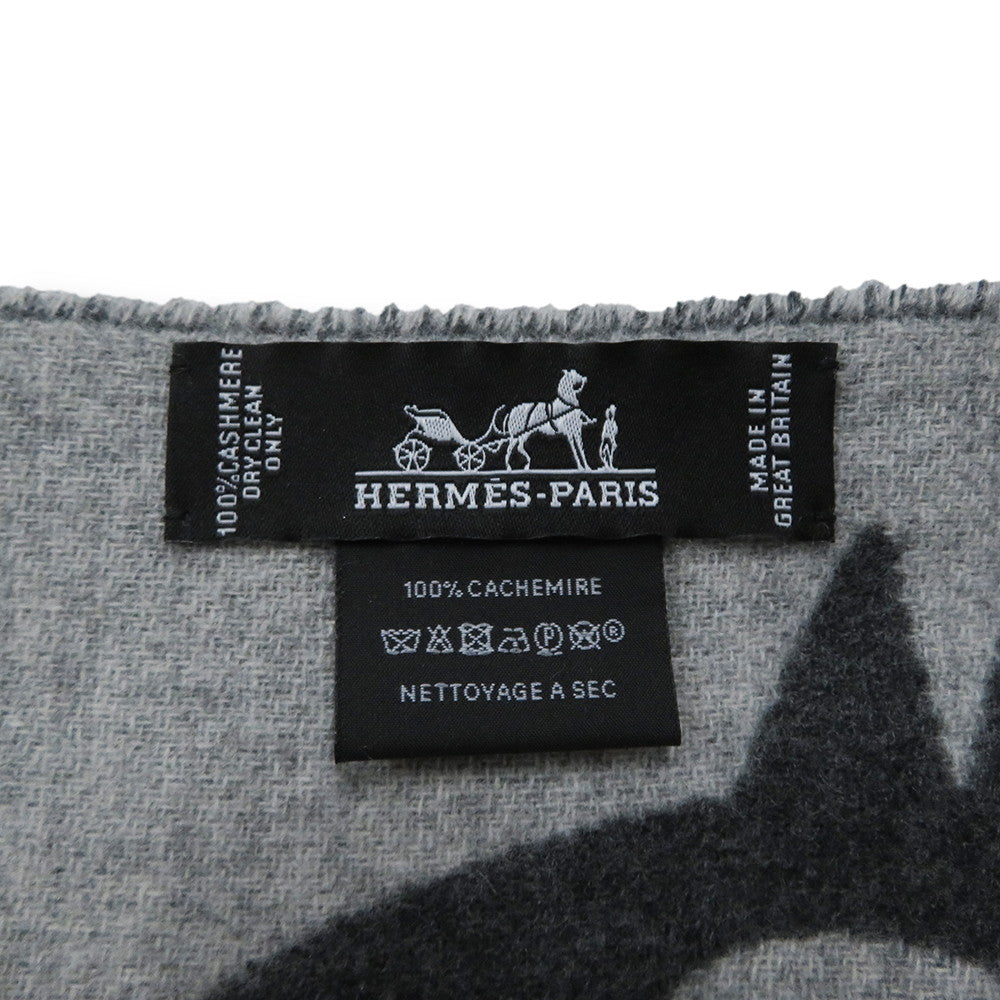 100% CASHMERE
DRY CLEAN
ONLY
HERMÈS-PARIS
MADE IN
GREAT BRITAIN
100% CACHEMIRE
P ®
NETTOYAGE A SEC